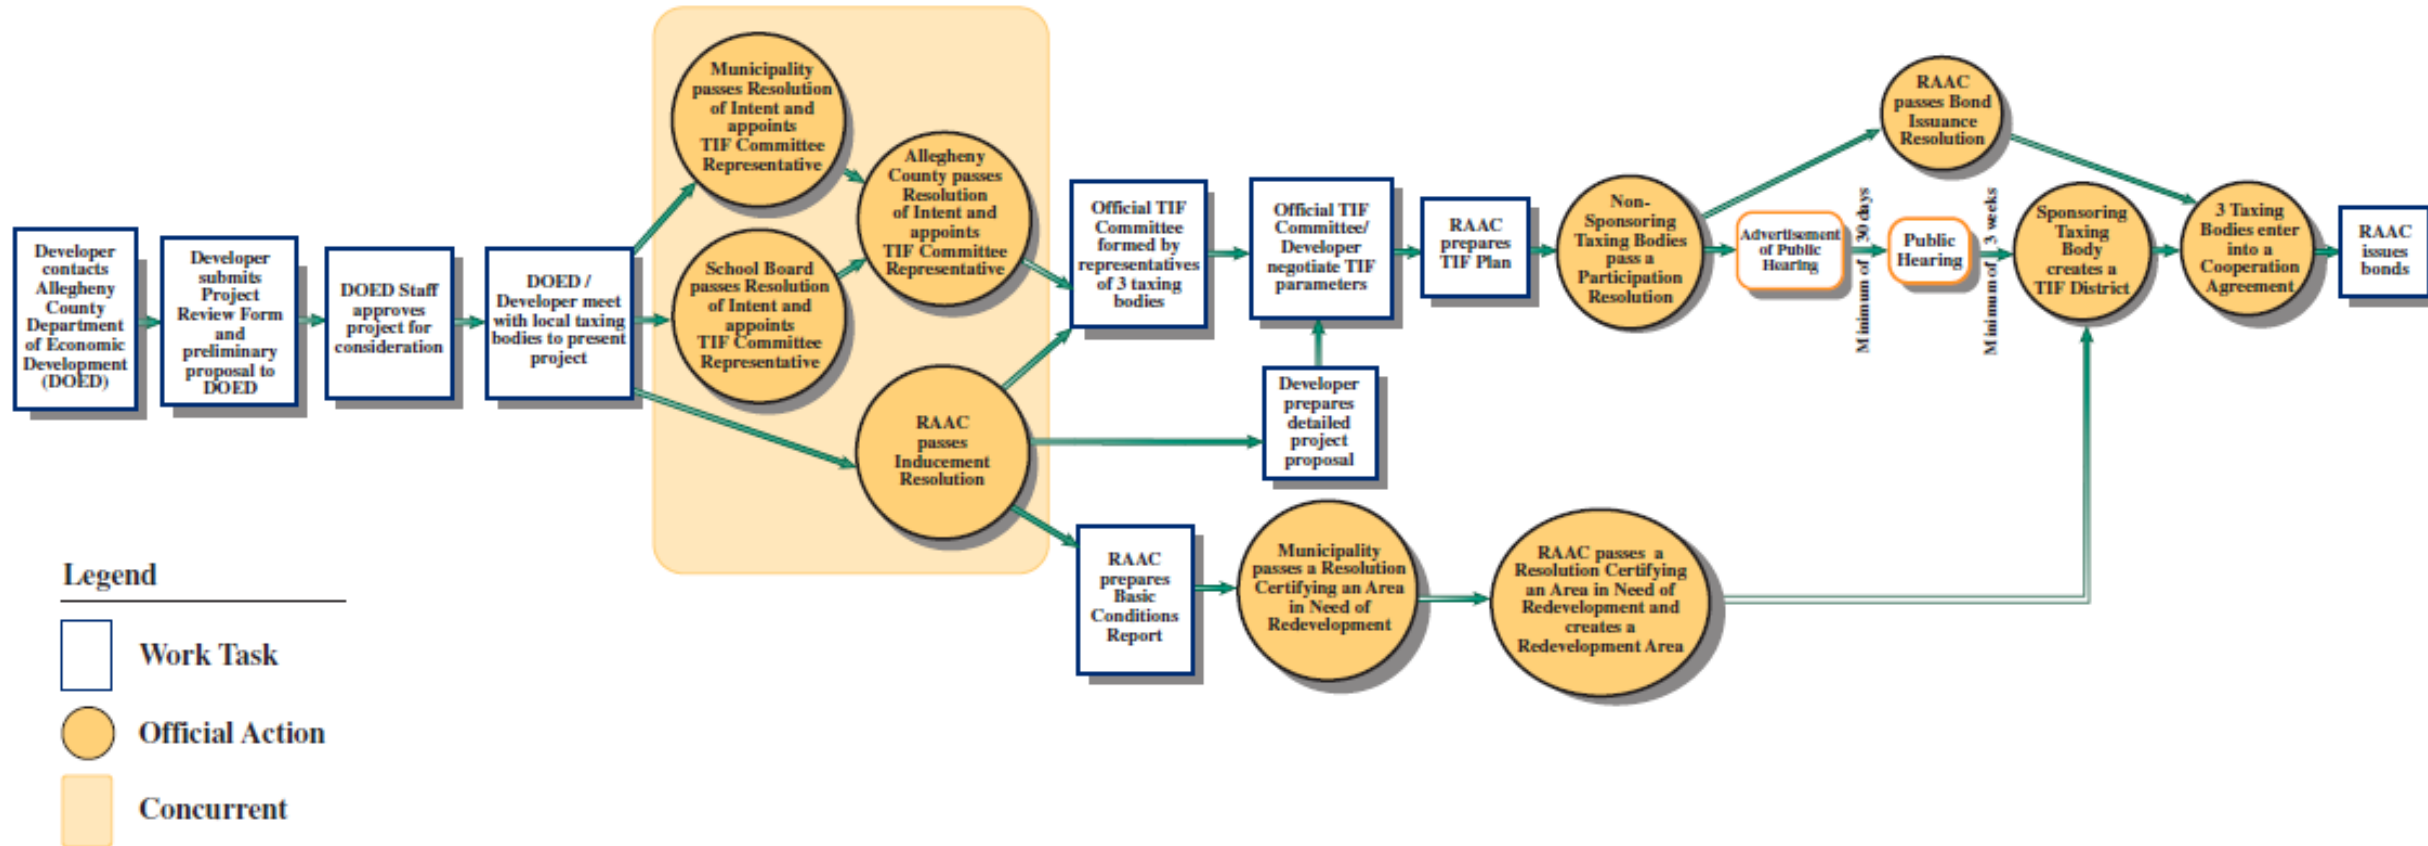 Developer
contacts
Allegheny
County
Department
of Economic
Development
(DOED)
Developer
submits
Project
Review Form
and
preliminary
proposal to
DOED
DOED Staff
approves
project for
consideration
DOED /
Developer meet
with local taxing
bodies to present
project
Municipality
passes Resolution
of Intent and
appoints
TIF Committee
Representative
School Board
passes Resolution
of Intent and
appoints
TIF Committee
Representative
Allegheny
County passes
Resolution
of Intent and
appoints
TIF Committee
Representative
RAAC
passes
Inducement
Resolution
Official TIF
Committee
formed by
representatives
of 3 taxing
bodies
Official TIF
Committee/
Developer
negotiate TIF
parameters
Developer
prepares
detailed
project
proposal
RAAC
prepares
TIF Plan
Non-
Sponsoring
Taxing Bodies
pass a
Participation
Resolution
RAAC
passes Bond
Issuance
Resolution
Advertisement
of Public
Hearing
Minimum of 30 days
Public
Hearing
Minimum of 3 weeks
Sponsoring
Taxing
Body
creates a
TIF District
3 Taxing
Bodies enter
into a
Cooperation
Agreement
RAAC
issues
bonds
RAAC
prepares
Basic
Conditions
Report
Municipality
passes a Resolution
Certifying an Area
in Need of
Redevelopment
RAAC passes a
Resolution Certifying
an Area in Need of
Redevelopment and
creates a
Redevelopment Area
Legend
Work Task
Official Action
Concurrent